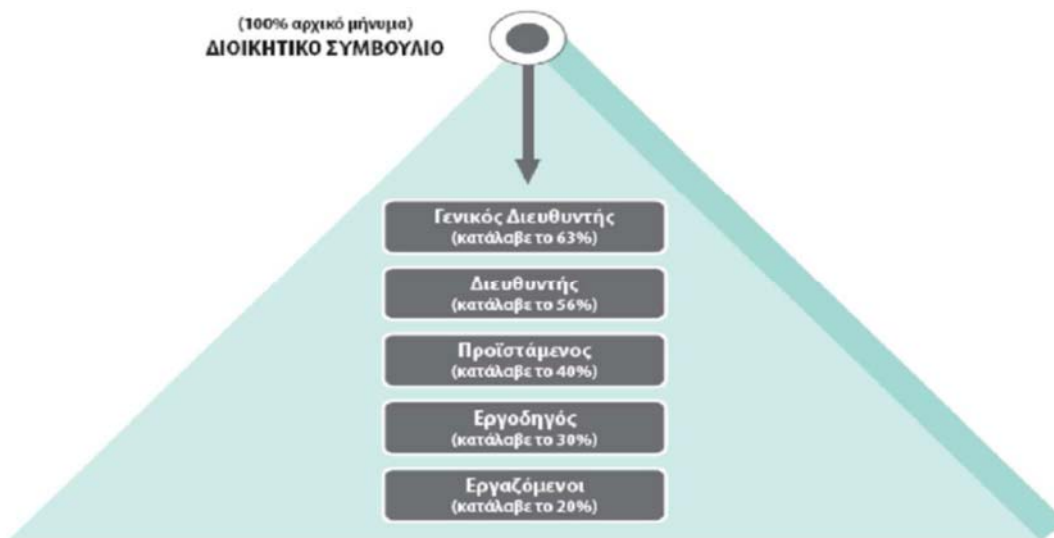 (100% αρχικό μήνυμα)
ΔΙΟΙΚΗΤΙΚΟ ΣΥΜΒΟΥΛΙΟ
Γενικός Διευθυντής
(κατάλαβε το 63%)
Διευθυντής
(κατάλαβε το 56%)
Προϊστάμενος
(κατάλαβε το 40%)
Εργοδηγός
(κατάλαβε το 30%)
Εργαζόμενοι
(κατάλαβε το 20%)